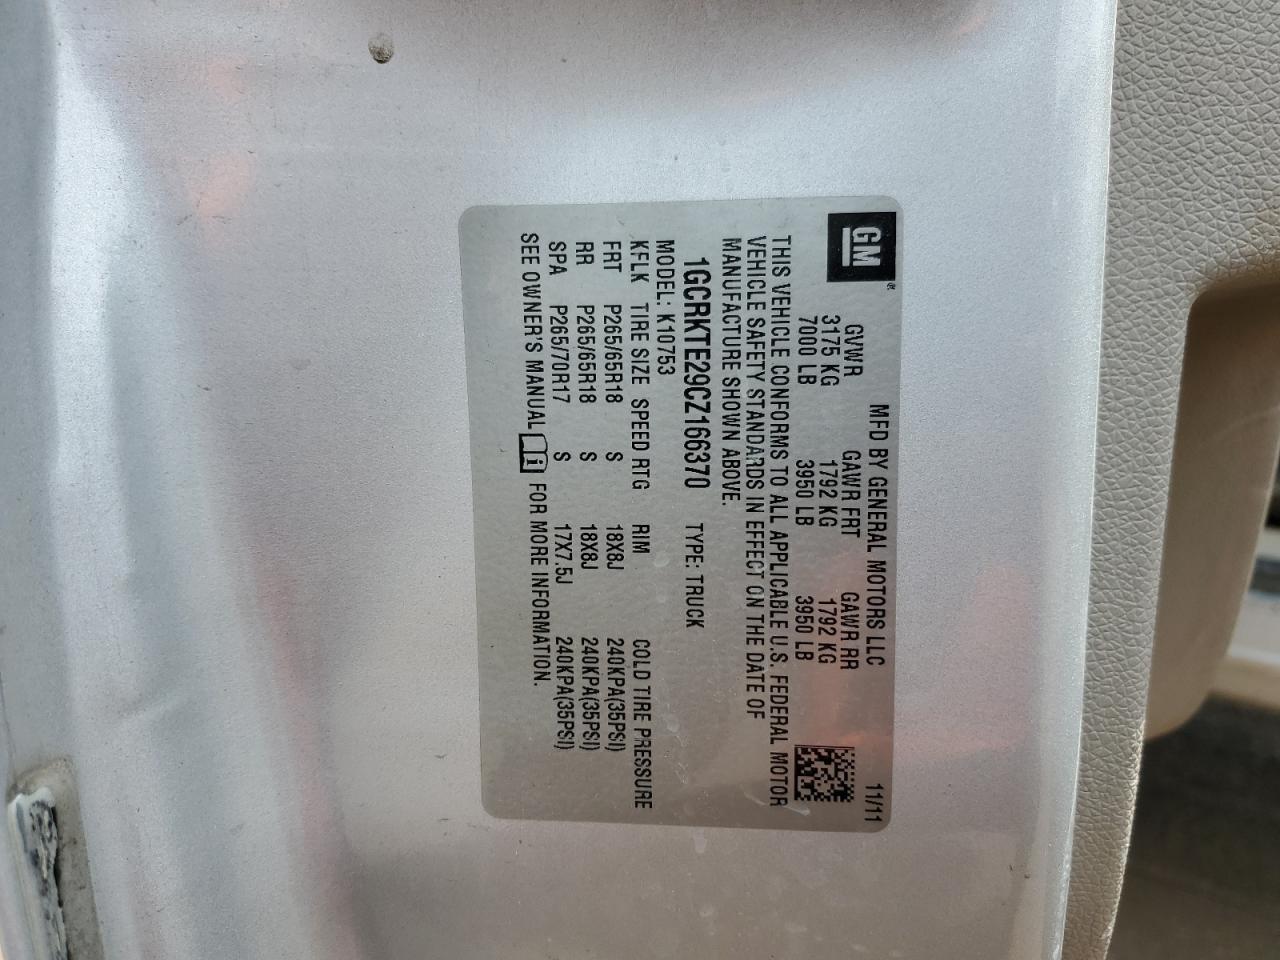 GM
MFD BY GENERAL MOTORS LLC 11/11
GVWR GAWR FRT GAWR RR
3175 KG 1792 KG 1792 KG
7000 LB 3950 LB 3950 LB
THIS VEHICLE CONFORMS TO ALL APPLICABLE U.S. FEDERAL MOTOR
VEHICLE SAFETY STANDARDS IN EFFECT ON THE DATE OF
MANUFACTURE SHOWN ABOVE.
1GCRKTE29CZ166370 TYPE: TRUCK
MODEL: K10753
KFLK TIRE SIZE SPEED RTG RIM COLD TIRE PRESSURE
FRT P265/65R18 S 18X8J 240KPA(35PSI)
RR P265/65R18 S 18X8J 240KPA(35PSI)
SPA P265/70R17 S 17X7.5J 240KPA(35PSI)
SEE OWNER'S MANUAL i FOR MORE INFORMATION.